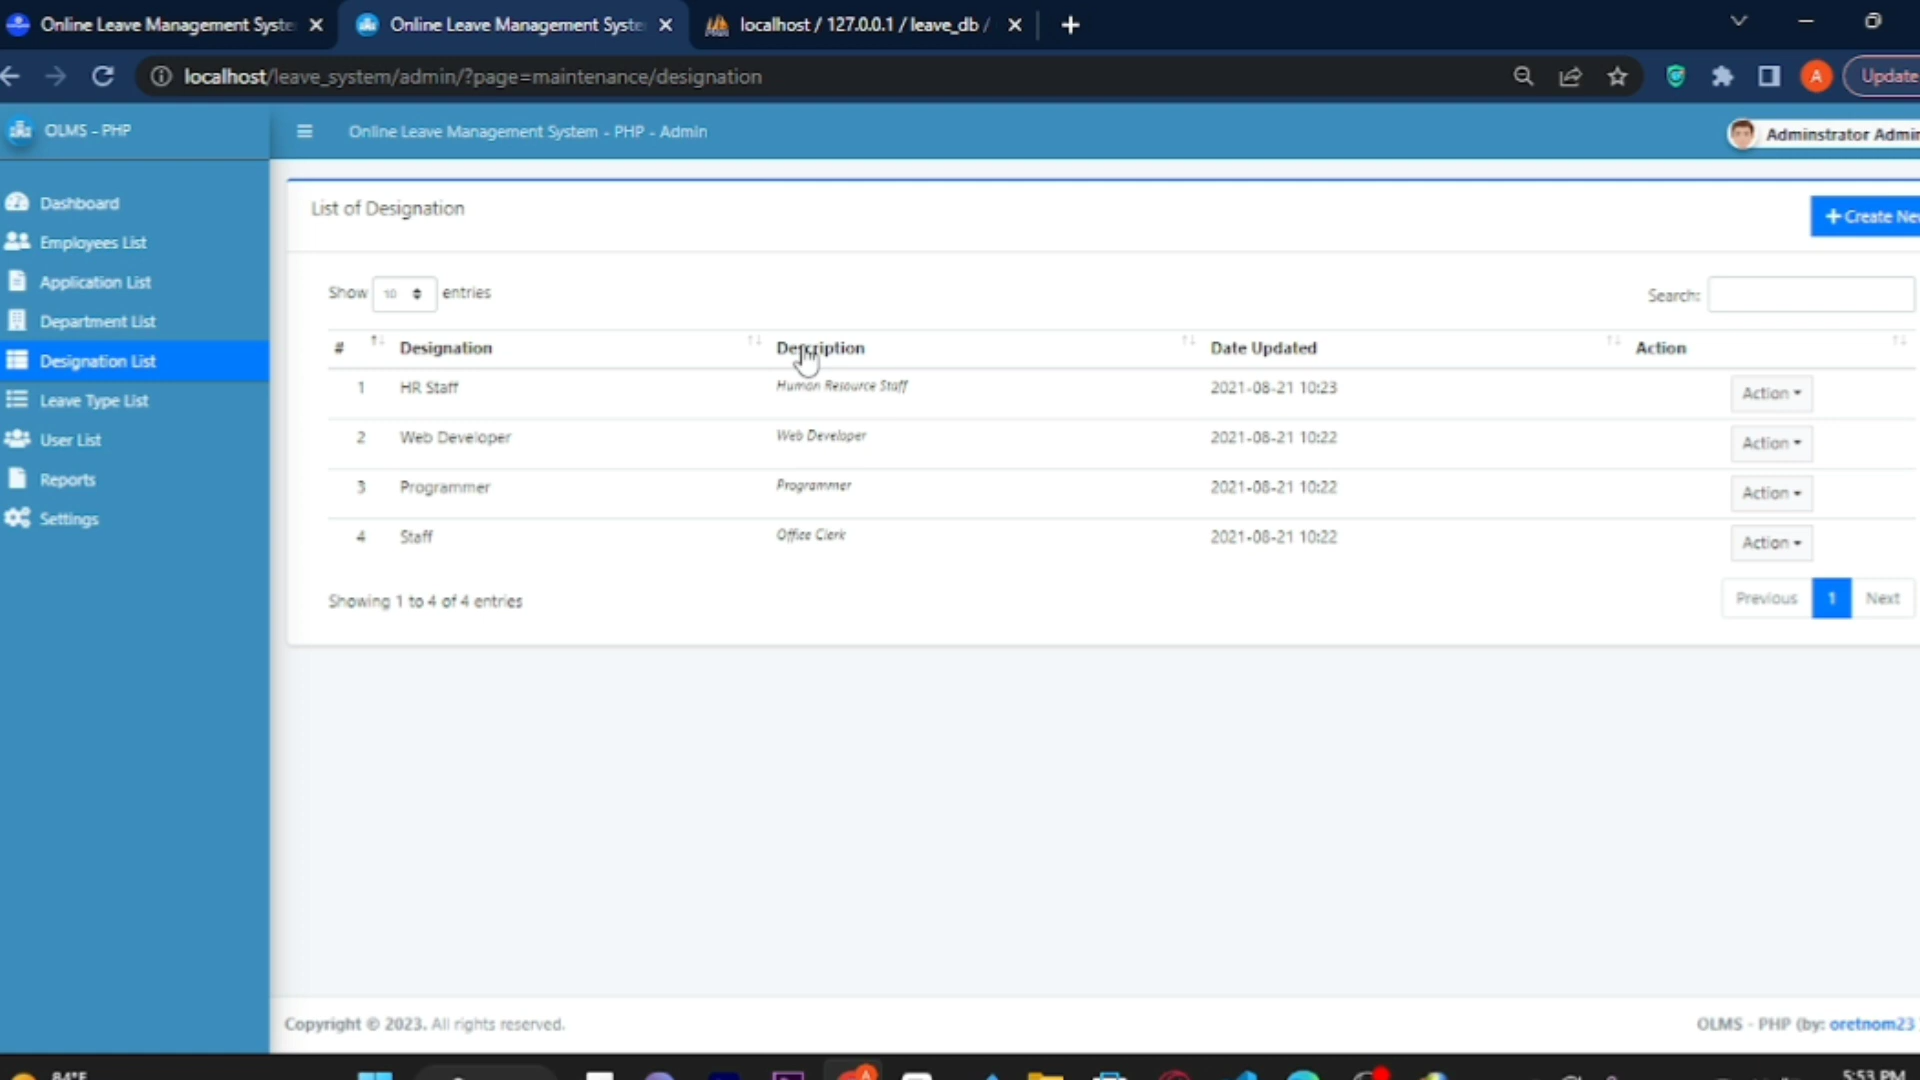 Online Leave Management Syste
Online Leave Management Syste
localhost / 127.0.0.1 / leave_db /
localhost/leave_system/admin/?page=maintenance/designation
A
Update
OLMS - PHP
Online Leave Management System - PHP - Admin
Adminstrator Admin
Dashboard
Employees List
Application List
Department List
Designation List
Leave Type List
User List
Reports
Settings
List of Designation
+ Create New
Show 10 entries
Search:
# Designation Description Date Updated Action
1 HR Staff Human Resource Staff 2021-08-21 10:23 Action
2 Web Developer Web Developer 2021-08-21 10:22 Action
3 Programmer Programmer 2021-08-21 10:22 Action
4 Staff Office Clerk 2021-08-21 10:22 Action
Showing 1 to 4 of 4 entries
Previous 1 Next
Copyright © 2023. All rights reserved.
OLMS - PHP (by: oretnom23
84°F
5:53 PM